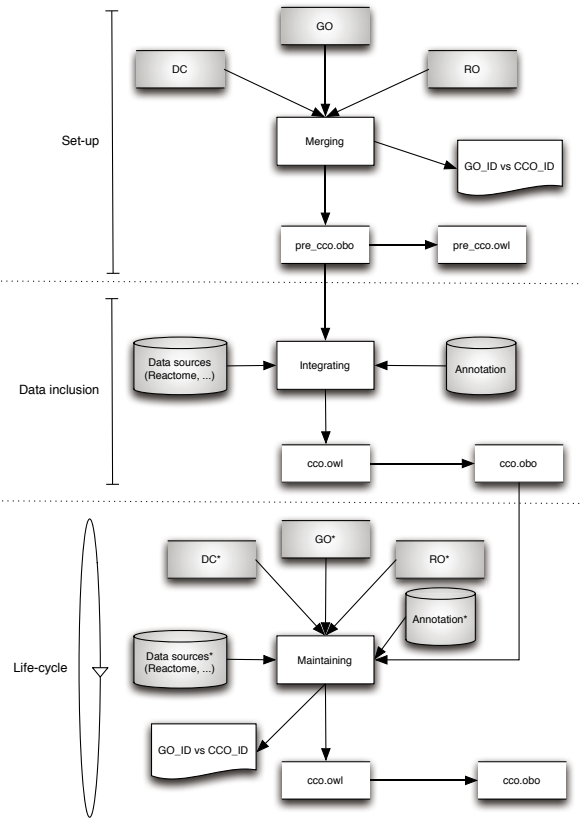 GO
DC
RO
Set-up
Merging
GO_ID vs CCO_ID
pre_cco.obo
pre_cco.owl
Data sources
(Reactome, ...)
Integrating
Annotation
Data inclusion
cco.owl
cco.obo
GO*
DC*
RO*
Annotation*
Data sources*
(Reactome, ...)
Maintaining
Life-cycle
GO_ID vs CCO_ID
cco.owl
cco.obo